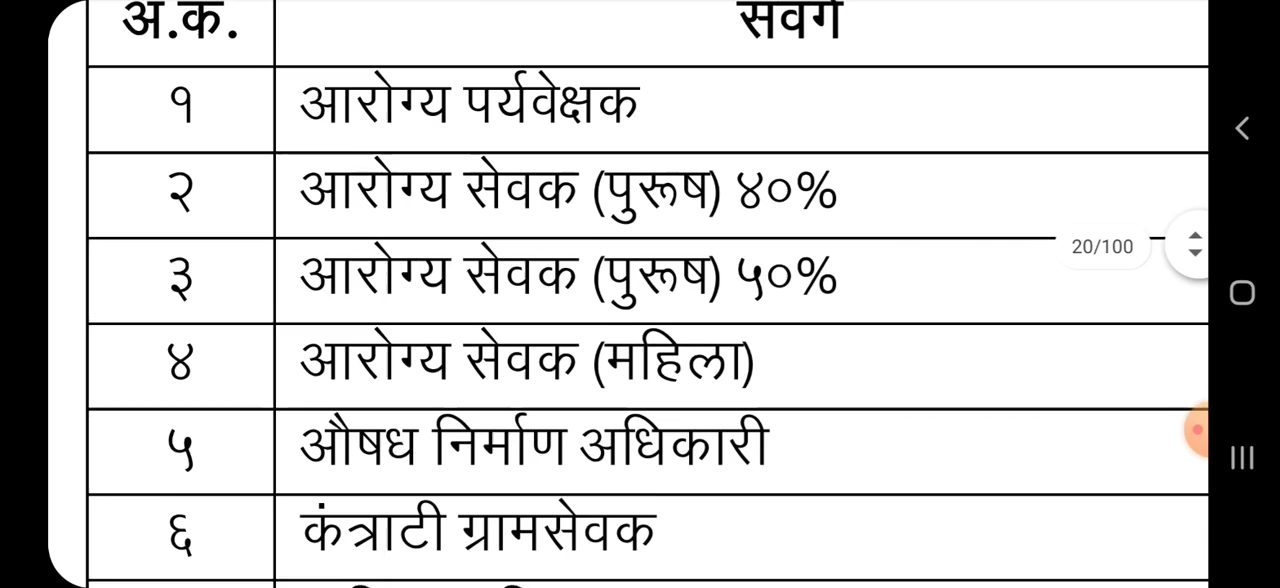 अ.क. संवर्ग
१ आरोग्य पर्यवेक्षक
२ आरोग्य सेवक (पुरूष) ४०%
20/100
३ आरोग्य सेवक (पुरूष) ५०%
४ आरोग्य सेवक (महिला)
५ औषध निर्माण अधिकारी
६ कंत्राटी ग्रामसेवक